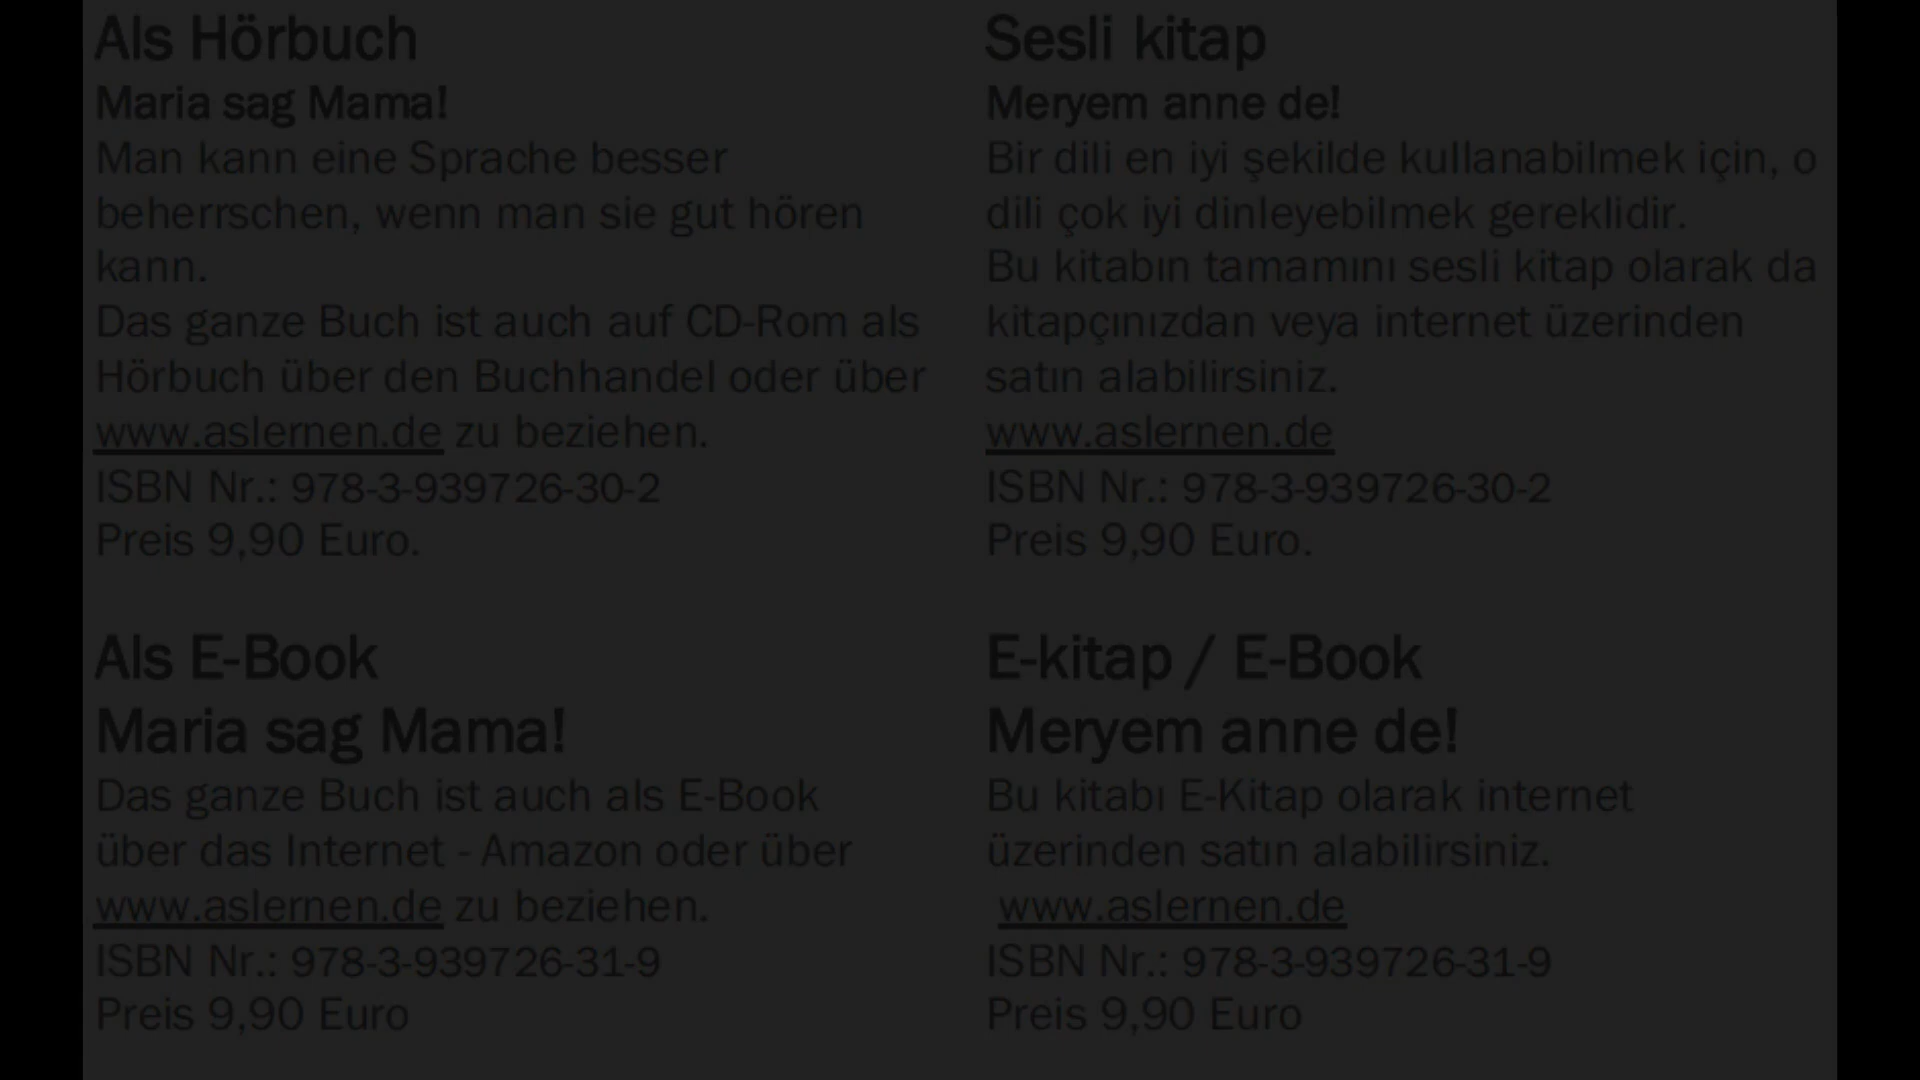 Als Hörbuch
Maria sag Mama!
Man kann eine Sprache besser
beherrschen, wenn man sie gut hören
kann.
Das ganze Buch ist auch auf CD-Rom als
Hörbuch über den Buchhandel oder über
www.aslernen.de zu beziehen.
ISBN Nr.: 978-3-939726-30-2
Preis 9,90 Euro.
Als E-Book
Maria sag Mama!
Das ganze Buch ist auch als E-Book
über das Internet - Amazon oder über
www.aslernen.de zu beziehen.
ISBN Nr.: 978-3-939726-31-9
Preis 9,90 Euro
Sesli kitap
Meryem anne de!
Bir dili en iyi şekilde kullanabilmek için, o
dili çok iyi dinleyebilmek gereklidir.
Bu kitabın tamamını sesli kitap olarak da
kitapçınızdan veya internet üzerinden
satın alabilirsiniz.
www.aslernen.de
ISBN Nr.: 978-3-939726-30-2
Preis 9,90 Euro.
E-kitap / E-Book
Meryem anne de!
Bu kitabı E-Kitap olarak internet
üzerinden satın alabilirsiniz.
www.aslernen.de
ISBN Nr.: 978-3-939726-31-9
Preis 9,90 Euro